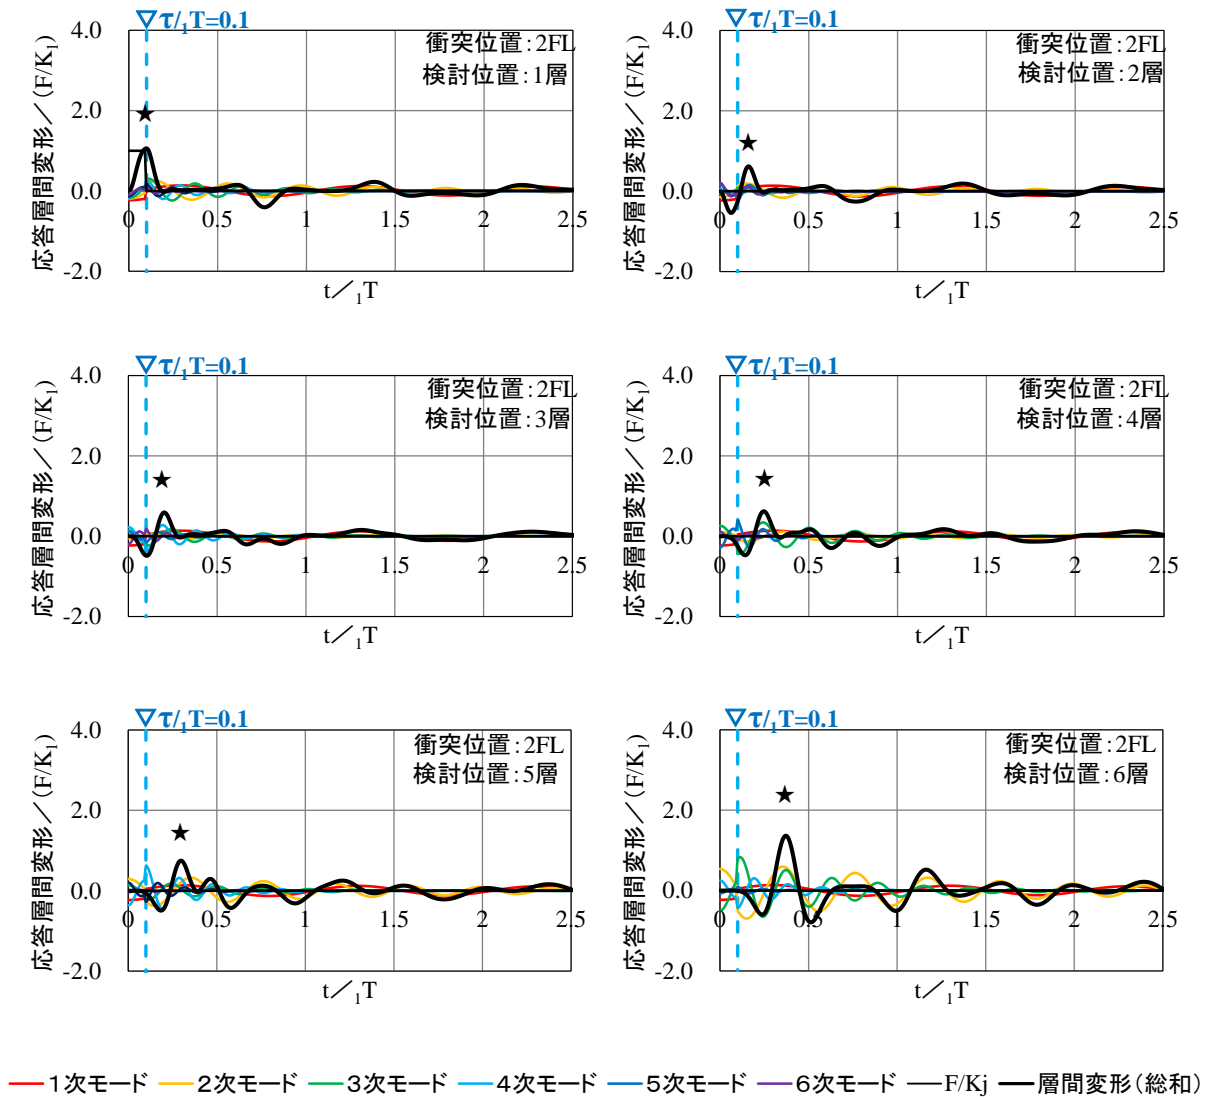 ▽τ/₁T=0.1
4.0
2.0
0.0
-2.0
0
0.5
1
1.5
2
2.5
応答層間変形／(F/K₁)
t／₁T
衝突位置：2FL
検討位置：1層
★
▽τ/₁T=0.1
4.0
2.0
0.0
-2.0
0
0.5
1
1.5
2
2.5
応答層間変形／(F/K₁)
t／₁T
衝突位置：2FL
検討位置：2層
★
▽τ/₁T=0.1
4.0
2.0
0.0
-2.0
0
0.5
1
1.5
2
2.5
応答層間変形／(F/K₁)
t／₁T
衝突位置：2FL
検討位置：3層
★
▽τ/₁T=0.1
4.0
2.0
0.0
-2.0
0
0.5
1
1.5
2
2.5
応答層間変形／(F/K₁)
t／₁T
衝突位置：2FL
検討位置：4層
★
▽τ/₁T=0.1
4.0
2.0
0.0
-2.0
0
0.5
1
1.5
2
2.5
応答層間変形／(F/K₁)
t／₁T
衝突位置：2FL
検討位置：5層
★
▽τ/₁T=0.1
4.0
2.0
0.0
-2.0
0
0.5
1
1.5
2
2.5
応答層間変形／(F/K₁)
t／₁T
衝突位置：2FL
検討位置：6層
★
1次モード 2次モード 3次モード 4次モード 5次モード 6次モード F/Kj 層間変形(総和)